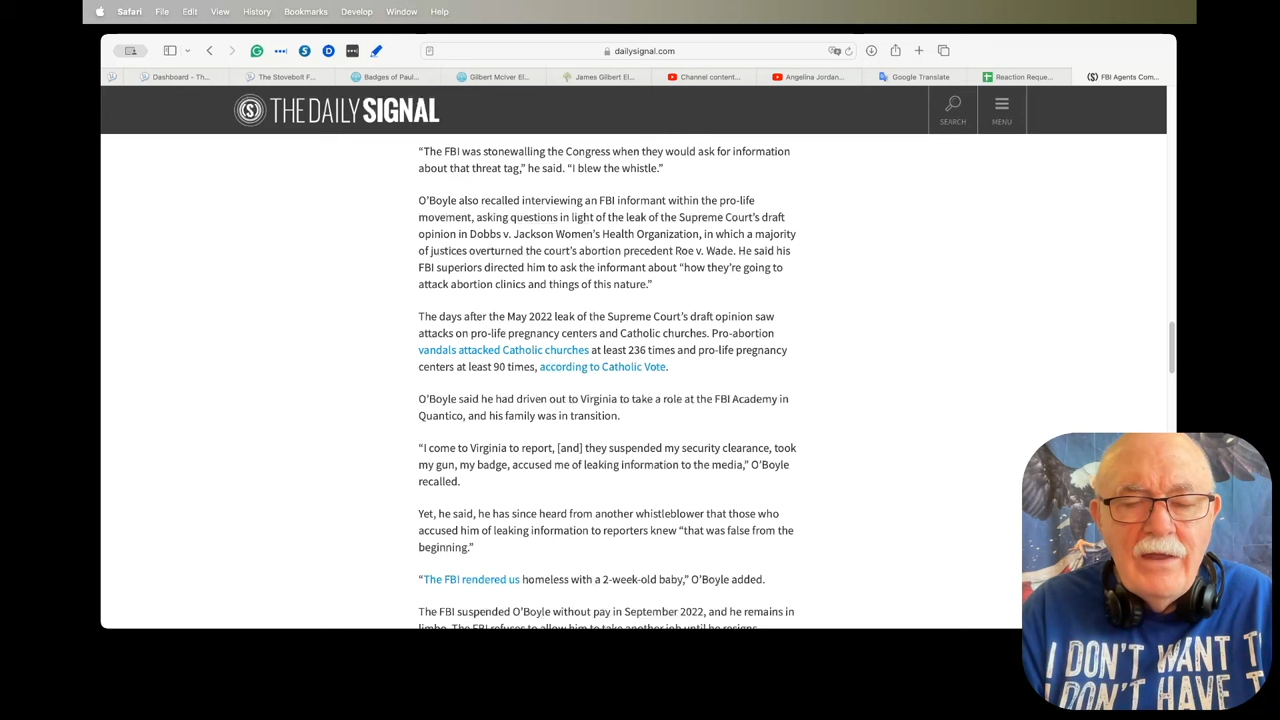 Safari File Edit View History Bookmarks Develop Window Help
dailysignal.com
Dashboard - Th... The Stovebolt F... Badges of Paul... Gilbert McIver El... James Gilbert El... Channel content... Angelina Jordan... Google Translate Reaction Reque... FBI Agents Com...
THE DAILY SIGNAL
SEARCH MENU
“The FBI was stonewalling the Congress when they would ask for information
about that threat tag,” he said. “I blew the whistle.”
O’Boyle also recalled interviewing an FBI informant within the pro-life
movement, asking questions in light of the leak of the Supreme Court’s draft
opinion in Dobbs v. Jackson Women’s Health Organization, in which a majority
of justices overturned the court’s abortion precedent Roe v. Wade. He said his
FBI superiors directed him to ask the informant about “how they’re going to
attack abortion clinics and things of this nature.”
The days after the May 2022 leak of the Supreme Court’s draft opinion saw
attacks on pro-life pregnancy centers and Catholic churches. Pro-abortion
vandals attacked Catholic churches at least 236 times and pro-life pregnancy
centers at least 90 times, according to Catholic Vote.
O’Boyle said he had driven out to Virginia to take a role at the FBI Academy in
Quantico, and his family was in transition.
“I come to Virginia to report, [and] they suspended my security clearance, took
my gun, my badge, accused me of leaking information to the media,” O’Boyle
recalled.
Yet, he said, he has since heard from another whistleblower that those who
accused him of leaking information to reporters knew “that was false from the
beginning.”
“The FBI rendered us homeless with a 2-week-old baby,” O’Boyle added.
The FBI suspended O’Boyle without pay in September 2022, and he remains in
limbo. The FBI refuses to allow him to take another job until he resigns
I DON'T WANT T
I DON'T HAVE T